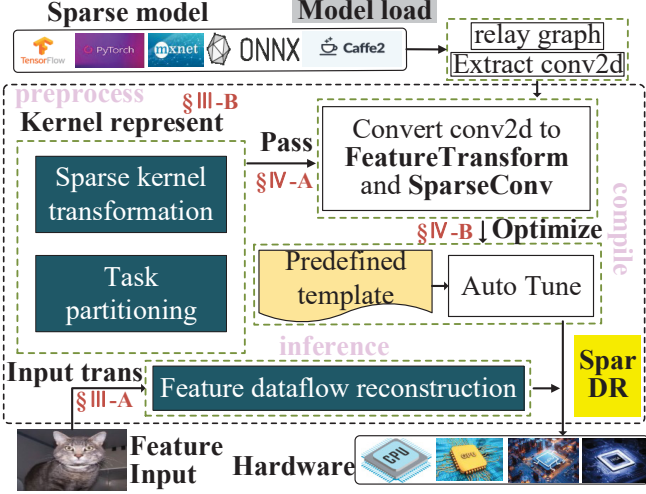 Sparse model
Model load
TensorFlow
PyTorch
mxnet
ONNX
Caffe2
relay graph
Extract conv2d
preprocess
§Ⅲ-B
Kernel represent
Sparse kernel
transformation
Task
partitioning
Pass
§Ⅳ-A
Convert conv2d to
FeatureTransform
and SparseConv
compile
§Ⅳ-B
Optimize
Predefined
template
Auto Tune
inference
Input trans
§Ⅲ-A
Feature dataflow reconstruction
Spar
DR
Feature
Input
Hardware
CPU